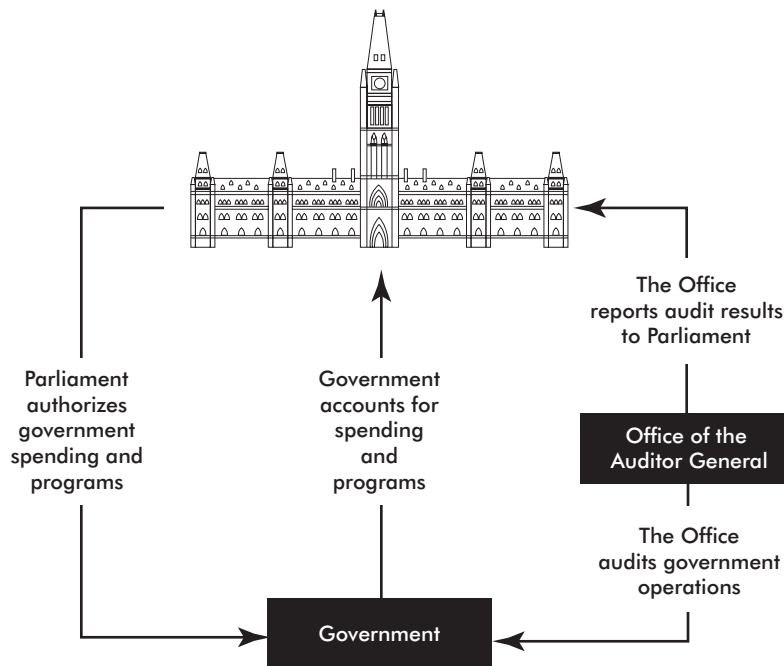 Parliament
authorizes
government
spending and
programs
Government
accounts for
spending
and
programs
The Office
reports audit results
to Parliament
Office of the
Auditor General
The Office
audits government
operations
Government